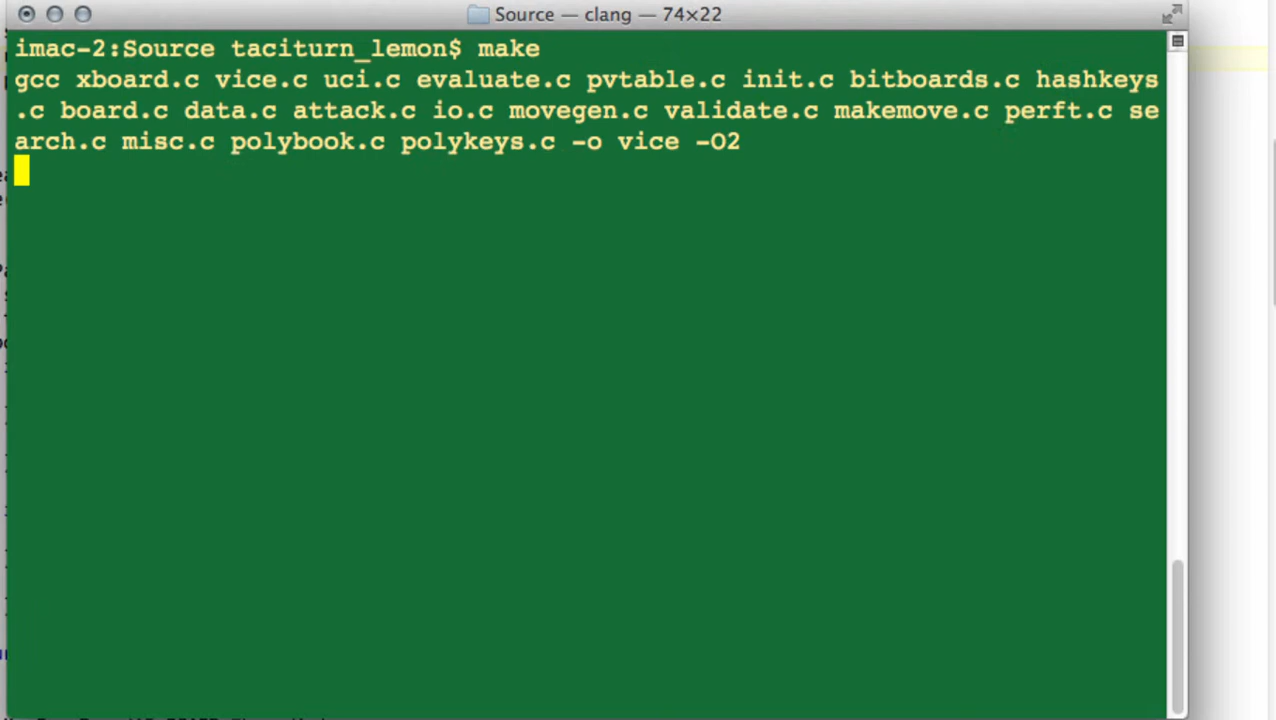 Source — clang — 74×22
imac-2:Source taciturn_lemon$ make
gcc xboard.c vice.c uci.c evaluate.c pvtable.c init.c bitboards.c hashkeys
.c board.c data.c attack.c io.c movegen.c validate.c makemove.c perft.c se
arch.c misc.c polybook.c polykeys.c -o vice -O2